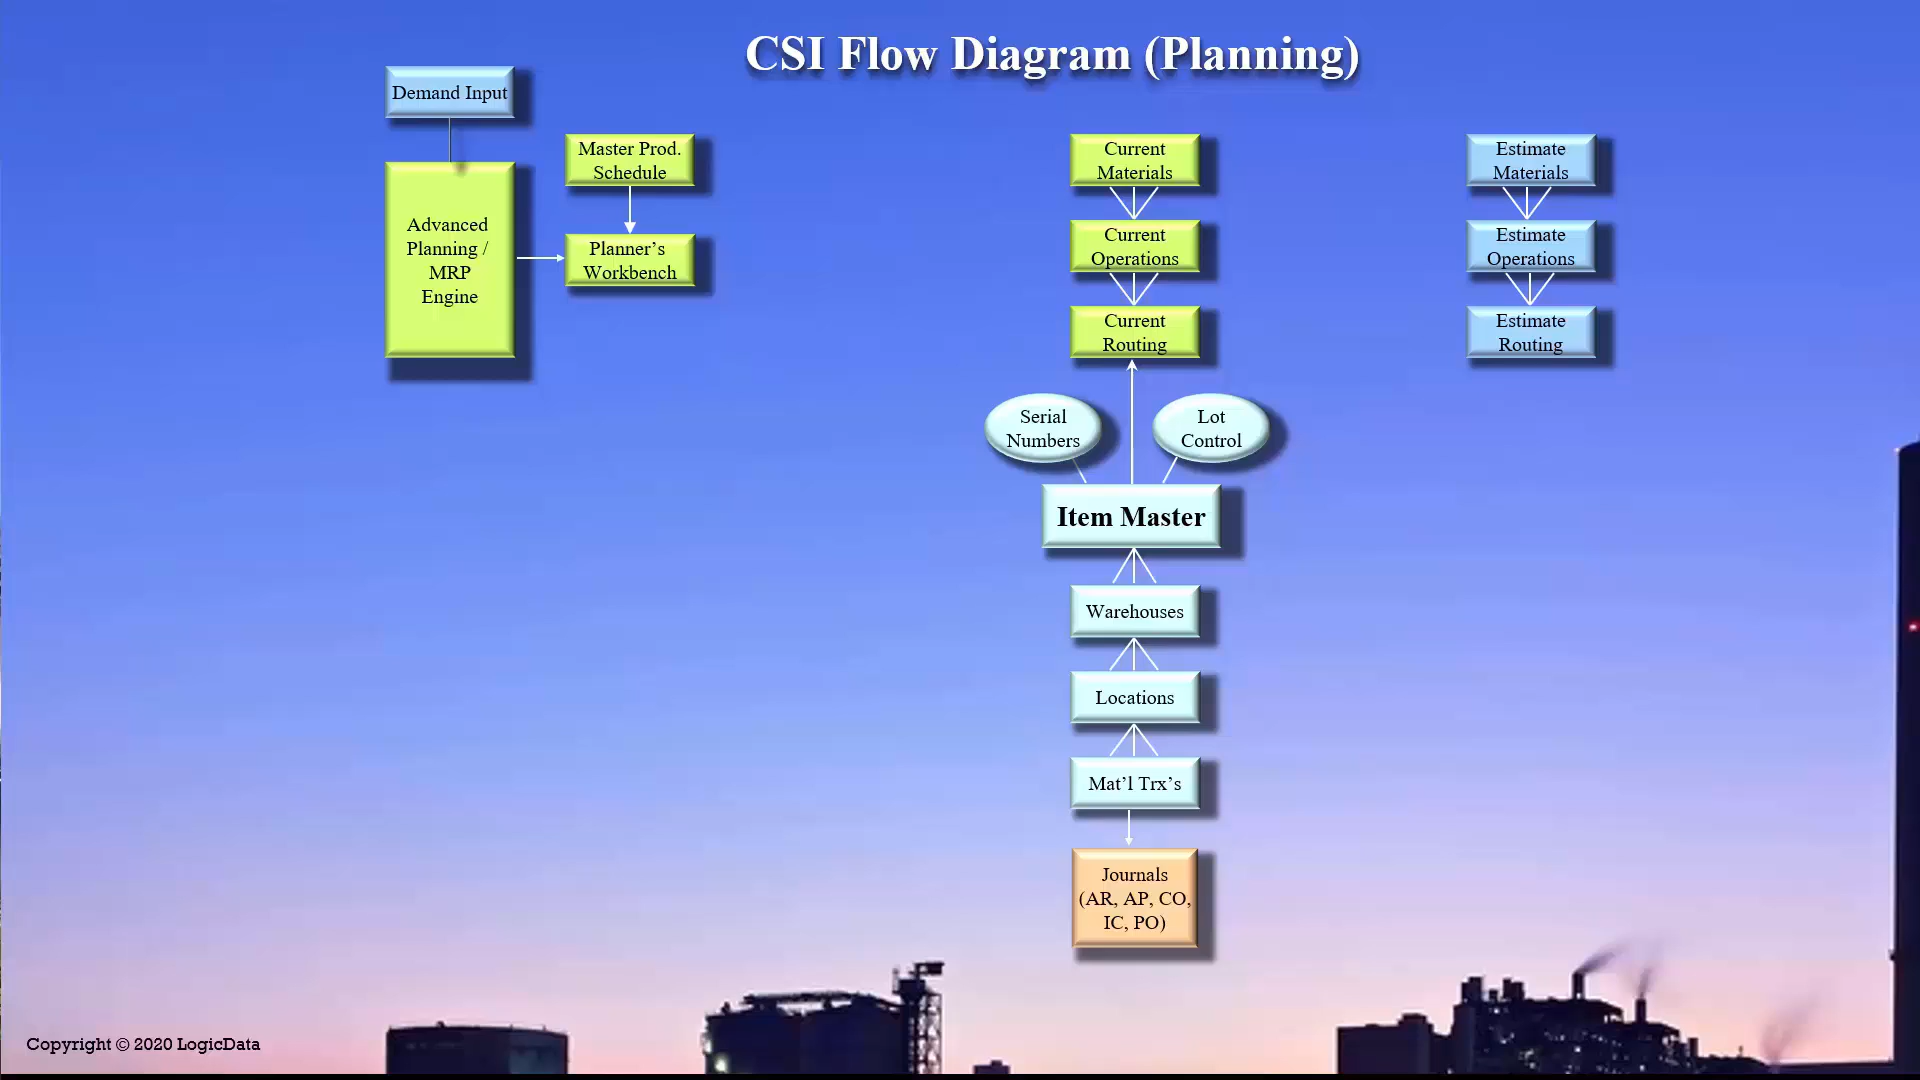 CSI Flow Diagram (Planning)
Demand Input
Advanced
Planning /
MRP
Engine
Master Prod.
Schedule
Planner’s
Workbench
Current
Materials
Current
Operations
Current
Routing
Estimate
Materials
Estimate
Operations
Estimate
Routing
Serial
Numbers
Lot
Control
Item Master
Warehouses
Locations
Mat’l Trx’s
Journals
(AR, AP, CO,
IC, PO)
Copyright © 2020 LogicData